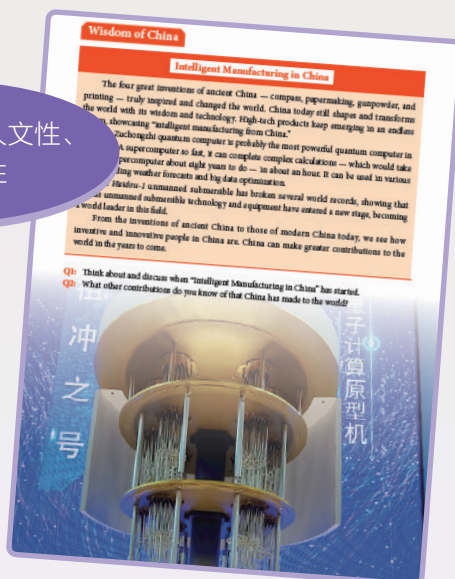 Wisdom of China
Intelligent Manufacturing in China
The four great inventions of ancient China — compass, papermaking, gunpowder, and
printing — truly inspired and changed the world. China today still shapes and transforms
the world with its wisdom and technology. High-tech products keep emerging in an endless
showcasing "intelligent manufacturing from China."
Zuchongzhi quantum computer is probably the most powerful quantum computer in
A supercomputer so fast, it can complete complex calculations — which would take
percomputer about eight years to do — in about an hour. It can be used in various
ling weather forecasts and big data optimization.
Haidou-1 unmanned submersible has broken several world records, showing that
unmanned submersible technology and equipment have entered a new stage, becoming
a world leader in this field.
From the inventions of ancient China to those of modern China today, we see how
inventive and innovative people in China are. China can make greater contributions to the
world in the years to come.
Q1: Think about and discuss when "Intelligent Manufacturing in China" has started.
Q2: What other contributions do you know of that China has made to the world?
人文性、
冲之号
子计算原型机